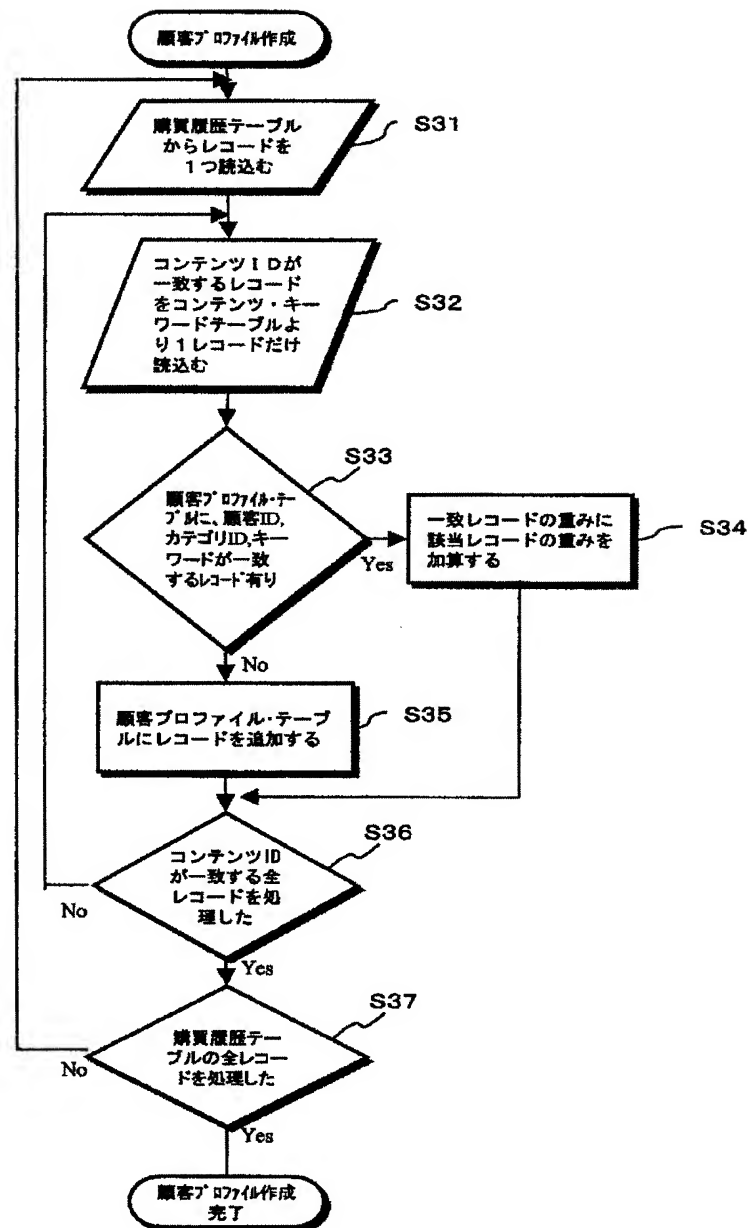 顧客プロファイル作成
購買履歴テーブル
からレコードを
1つ読込む
S31
コンテンツIDが
一致するレコード
をコンテンツ・キー
ワードテーブルよ
り1レコードだけ
読込む
S32
S33
顧客プロファイル・テー
ブルに、顧客ID,
カテゴリID,キー
ワードが一致
するレコード有り
Yes
一致レコードの重みに
該当レコードの重みを
加算する
S34
No
顧客プロファイル・テーブ
ルにレコードを追加する
S35
S36
コンテンツID
が一致する全
レコードを処
理した
No
Yes
S37
購買履歴テー
ブルの全レコー
ドを処理した
No
Yes
顧客プロファイル作成
完了